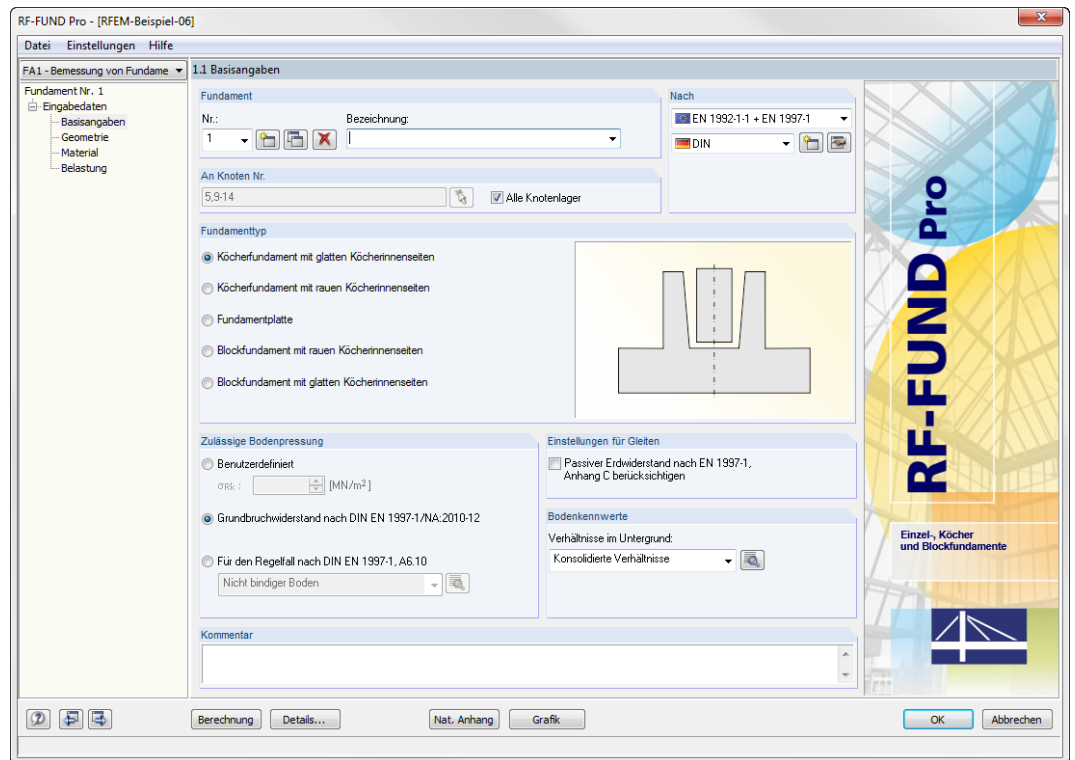 RF-FUND Pro - [RFEM-Beispiel-06]
Datei Einstellungen Hilfe
FA1 - Bemessung von Fundame
Fundament Nr. 1
Eingabedaten
Basisangaben
Geometrie
Material
Belastung
1.1 Basisangaben
Fundament
Nr.:
Bezeichnung:
1
Nach
EN 1992-1-1 + EN 1997-1
DIN
An Knoten Nr.
5,9-14
Alle Knotenlager
Fundamenttyp
Köcherfundament mit glatten Köcherinnenseiten
Köcherfundament mit rauen Köcherinnenseiten
Fundamentplatte
Blockfundament mit rauen Köcherinnenseiten
Blockfundament mit glatten Köcherinnenseiten
Zulässige Bodenpressung
Benutzerdefiniert
σRk : [MN/m²]
Grundbruchwiderstand nach DIN EN 1997-1/NA:2010-12
Für den Regelfall nach DIN EN 1997-1, A6.10
Nicht bindiger Boden
Einstellungen für Gleiten
Passiver Erdwiderstand nach EN 1997-1,
Anhang C berücksichtigen
Bodenkennwerte
Verhältnisse im Untergrund:
Konsolidierte Verhältnisse
Kommentar
RF-FUND Pro
Einzel-, Köcher
und Blockfundamente
Berechnung Details... Nat. Anhang Grafik OK Abbrechen